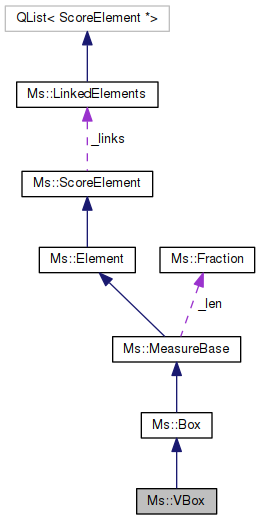 QList< ScoreElement *>
Ms::LinkedElements
_links
Ms::ScoreElement
Ms::Element
Ms::Fraction
_len
Ms::MeasureBase
Ms::Box
Ms::VBox